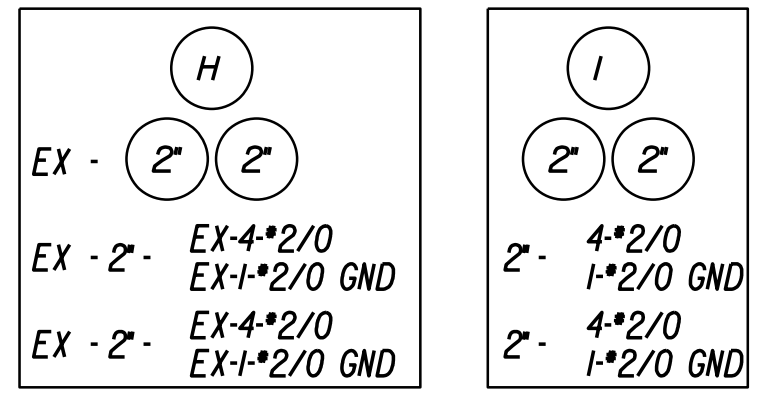 H
EX - 2" 2"
EX - 2" - EX-4-#2/0
EX-1-#2/0 GND
EX - 2" - EX-4-#2/0
EX-1-#2/0 GND
I
2" 2"
2" - 4-#2/0
1-#2/0 GND
2" - 4-#2/0
1-#2/0 GND